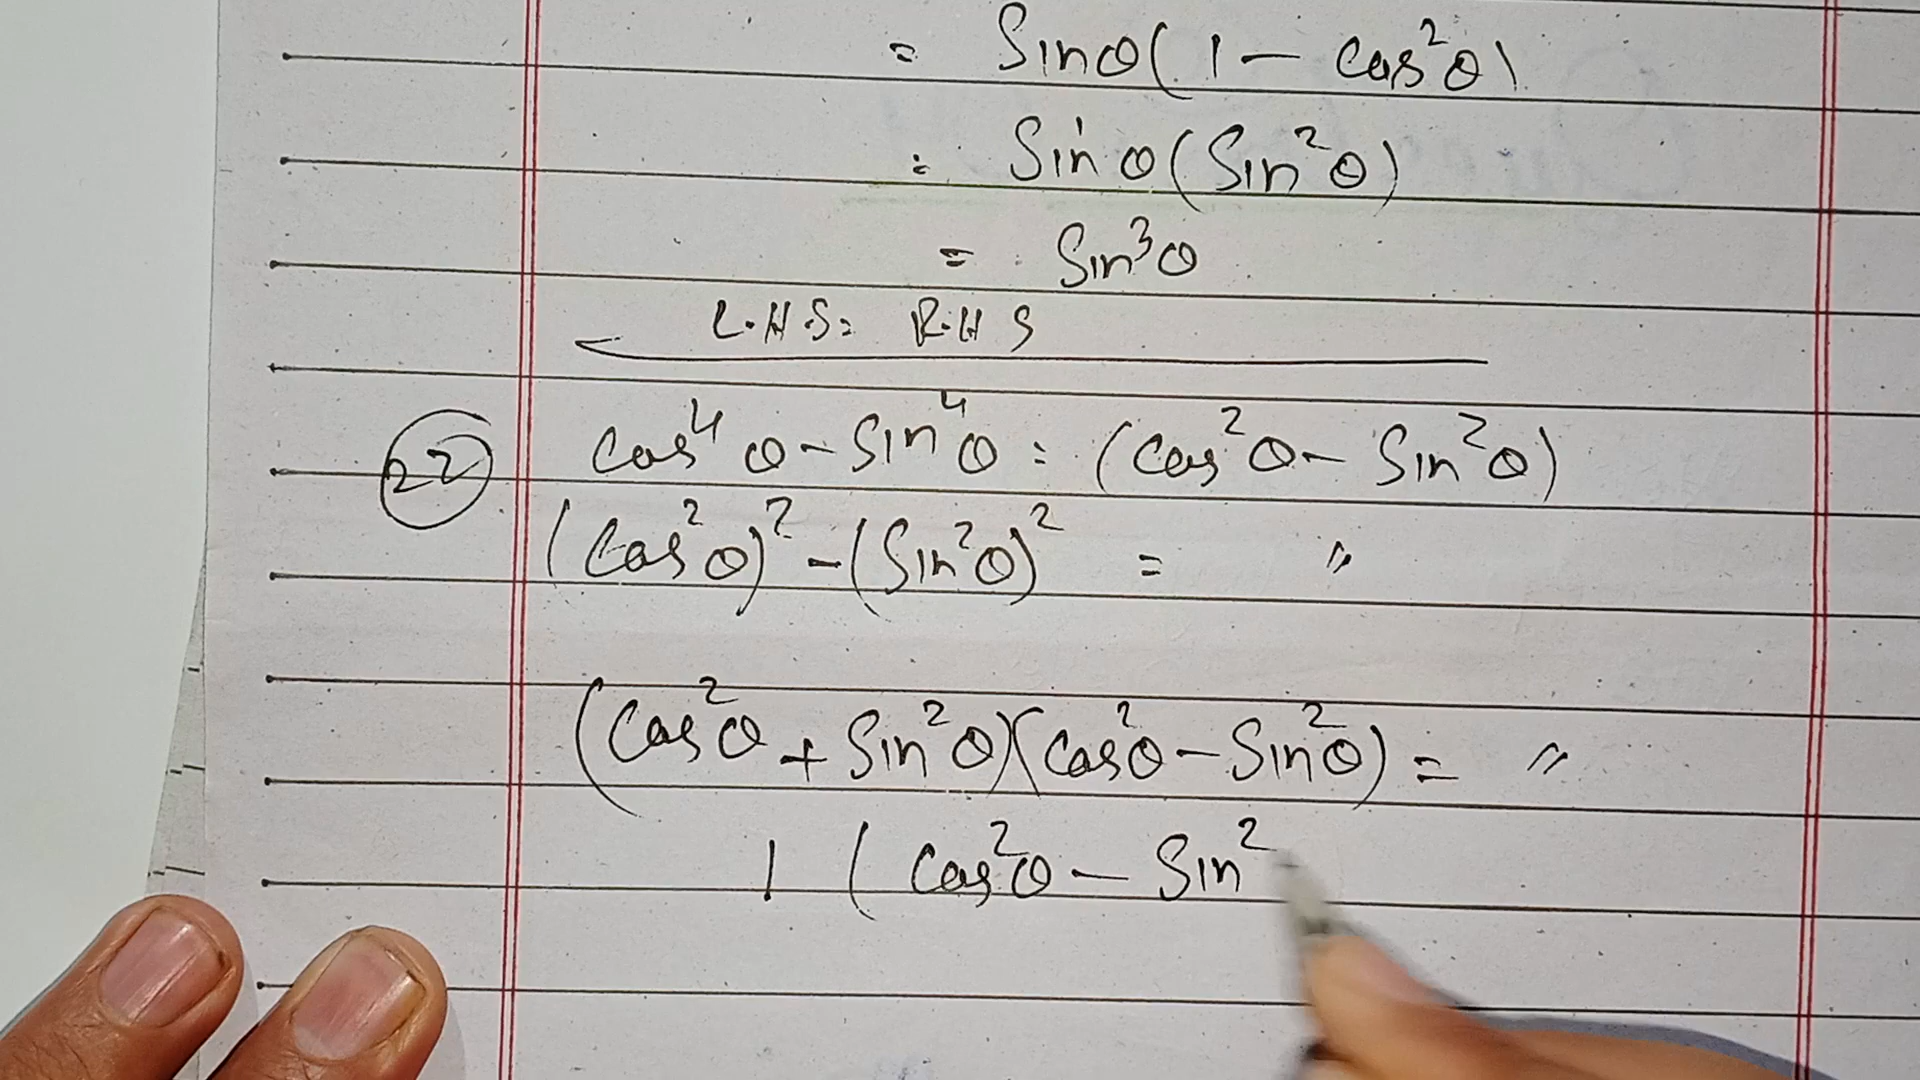 = Sinθ(1 - Cos²θ)
= Sinθ(Sin²θ)
= Sin³θ
L.H.S = R.H.S
22 Cos⁴θ - Sin⁴θ = (Cos²θ - Sin²θ)
(Cos²θ)² - (Sin²θ)² = "
(Cos²θ + Sin²θ)(Cos²θ - Sin²θ) = "
1 (Cos²θ - Sin²